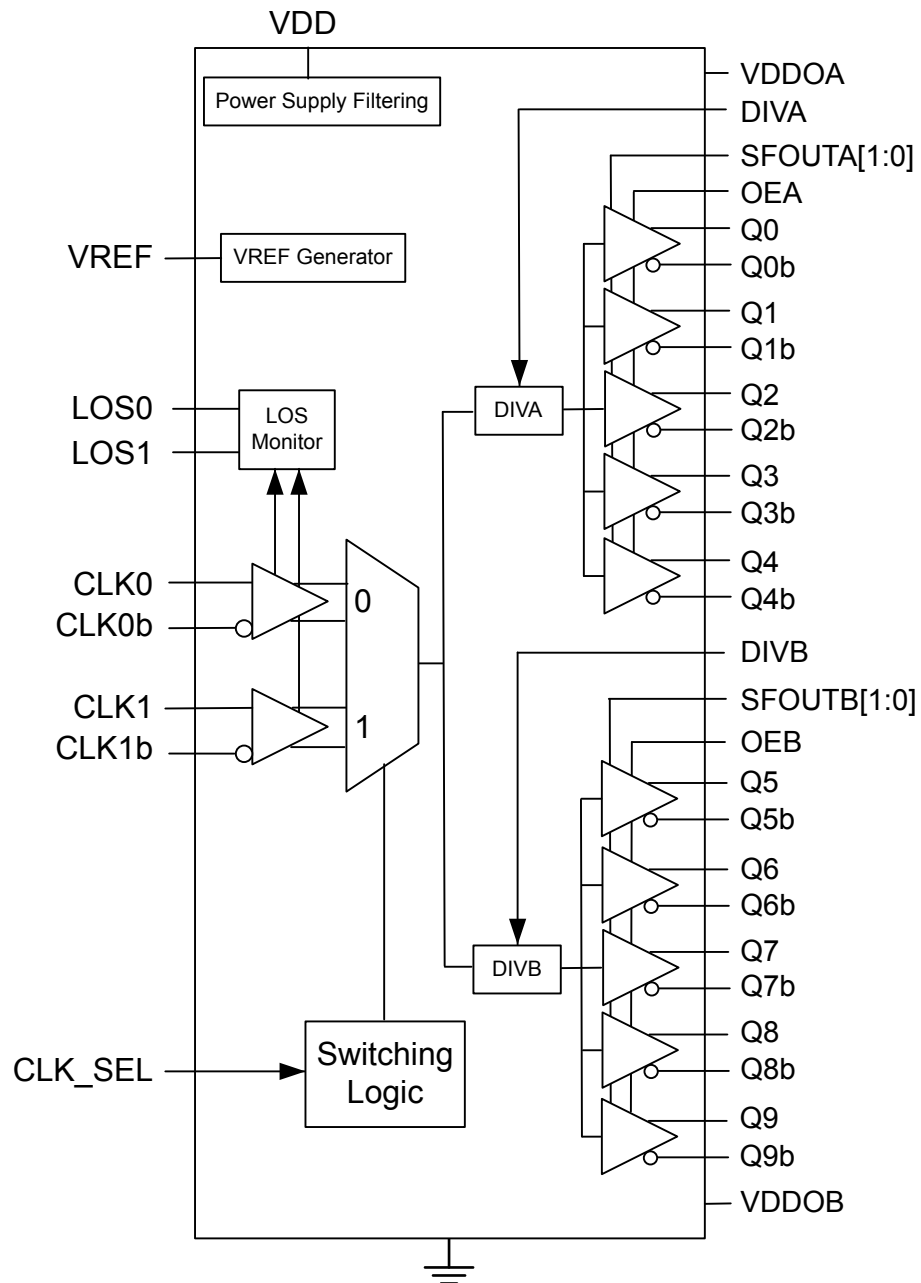 VDD
Power Supply Filtering
VREF
VREF Generator
LOS0
LOS1
LOS
Monitor
CLK0
CLK0b
CLK1
CLK1b
0
1
CLK_SEL
Switching
Logic
DIVA
DIVB
VDDOA
DIVA
SFOUTA[1:0]
OEA
Q0
Q0b
Q1
Q1b
Q2
Q2b
Q3
Q3b
Q4
Q4b
DIVB
SFOUTB[1:0]
OEB
Q5
Q5b
Q6
Q6b
Q7
Q7b
Q8
Q8b
Q9
Q9b
VDDOB